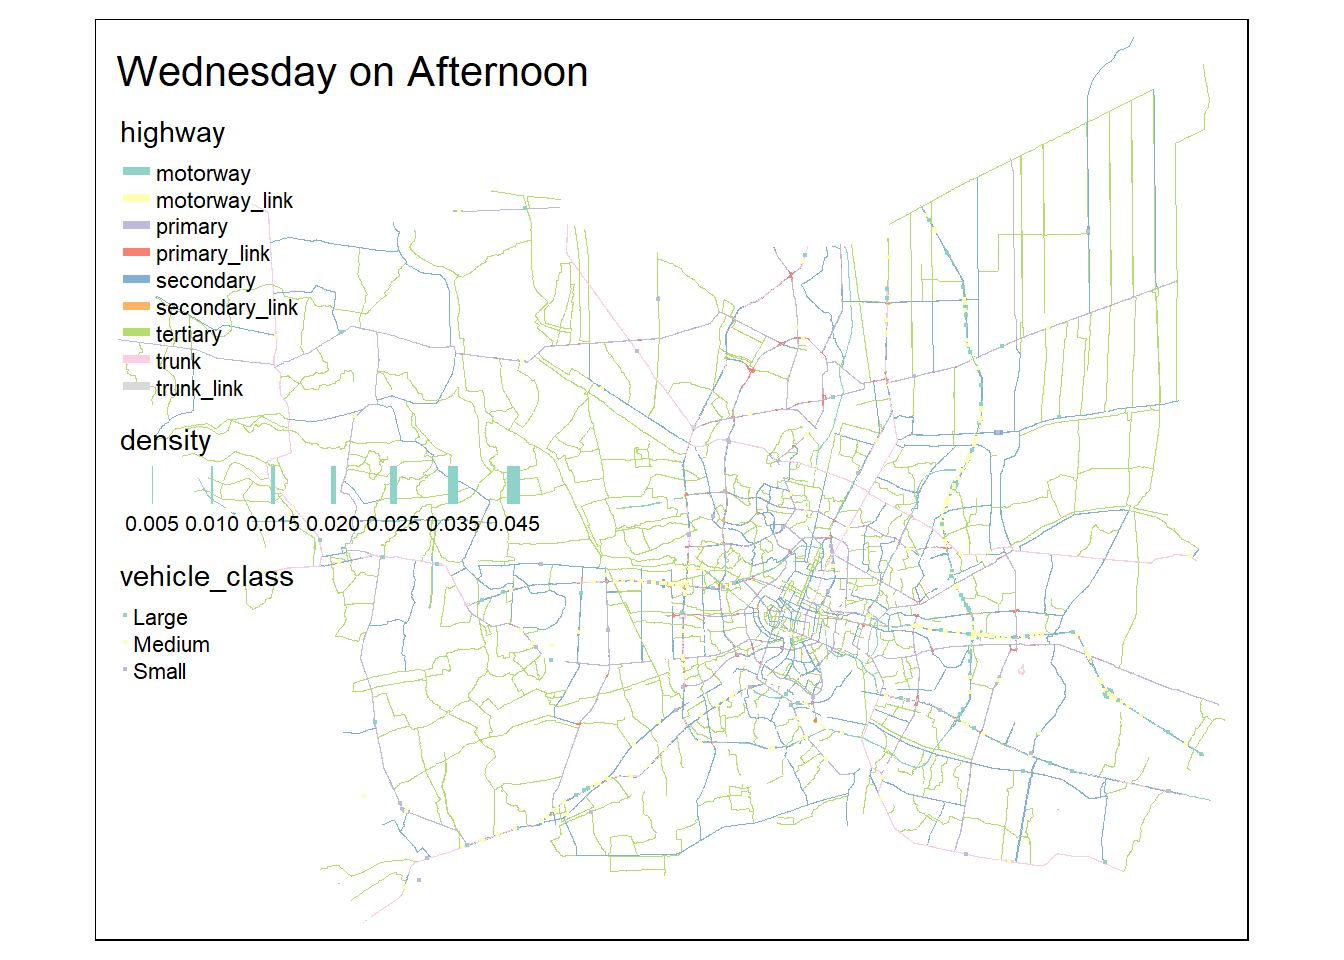 Wednesday on Afternoon
highway
motorway
motorway_link
primary
primary_link
secondary
secondary_link
tertiary
trunk
trunk_link
density
0.005 0.010 0.015 0.020 0.025 0.035 0.045
vehicle_class
Large
Medium
Small